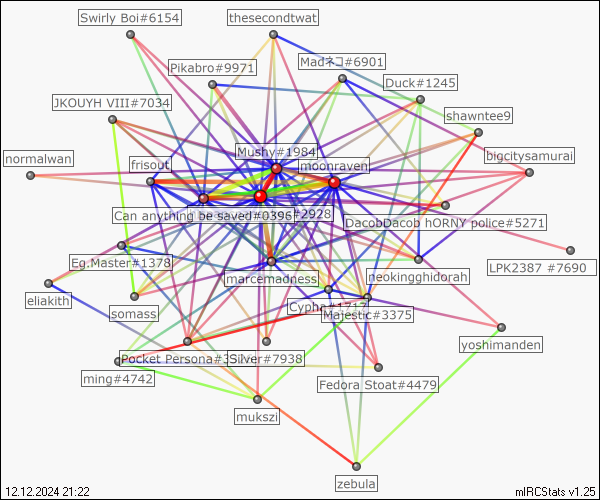 Swirly Boi#6154
thesecondtwat
Madネコ#6901
Pikabro#9971
Duck#1245
JKOUYH VIII#7034
shawntee9
Mushy#1984
normalwan
frisout
moonraven
bigcitysamurai
Can anything be saved#0396
#2928
DacobDacob hORNY police#5271
Eg.Master#1378
marcemadness
neokingghidorah
LPK2387 #7690
eliakith
somass
Cypha#1717
Majestic#3375
yoshimanden
Pocket Persona#3
Silver#7938
ming#4742
Fedora Stoat#4479
mukszi
zebula
12.12.2024 21:22
mIRCStats v1.25